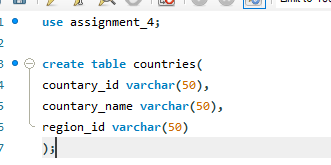 use assignment_4;
create table countries(
countary_id varchar(50),
countary_name varchar(50),
region_id varchar(50)
);